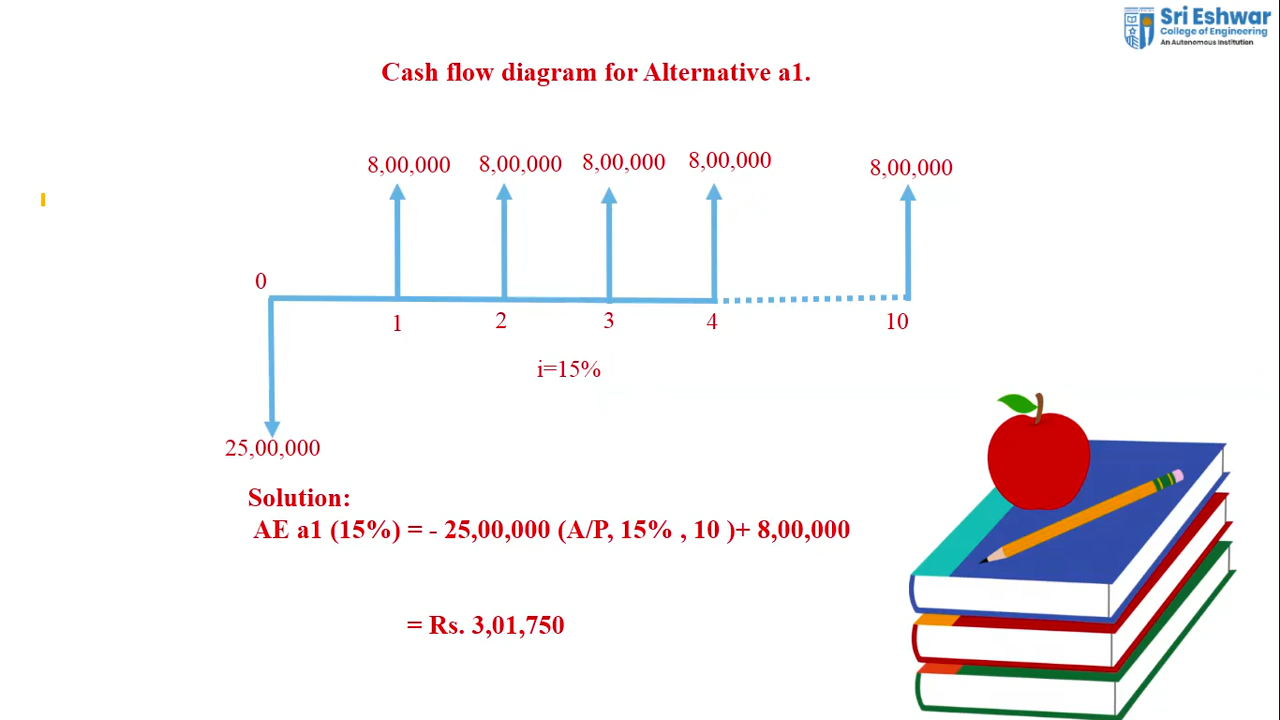 Sri Eshwar
College of Engineering
An Autonomous Institution
Cash flow diagram for Alternative a1.
8,00,000 8,00,000 8,00,000 8,00,000 8,00,000
0
1 2 3 4 10
i=15%
25,00,000
Solution:
AE a1 (15%) = - 25,00,000 (A/P, 15% , 10 )+ 8,00,000
= Rs. 3,01,750